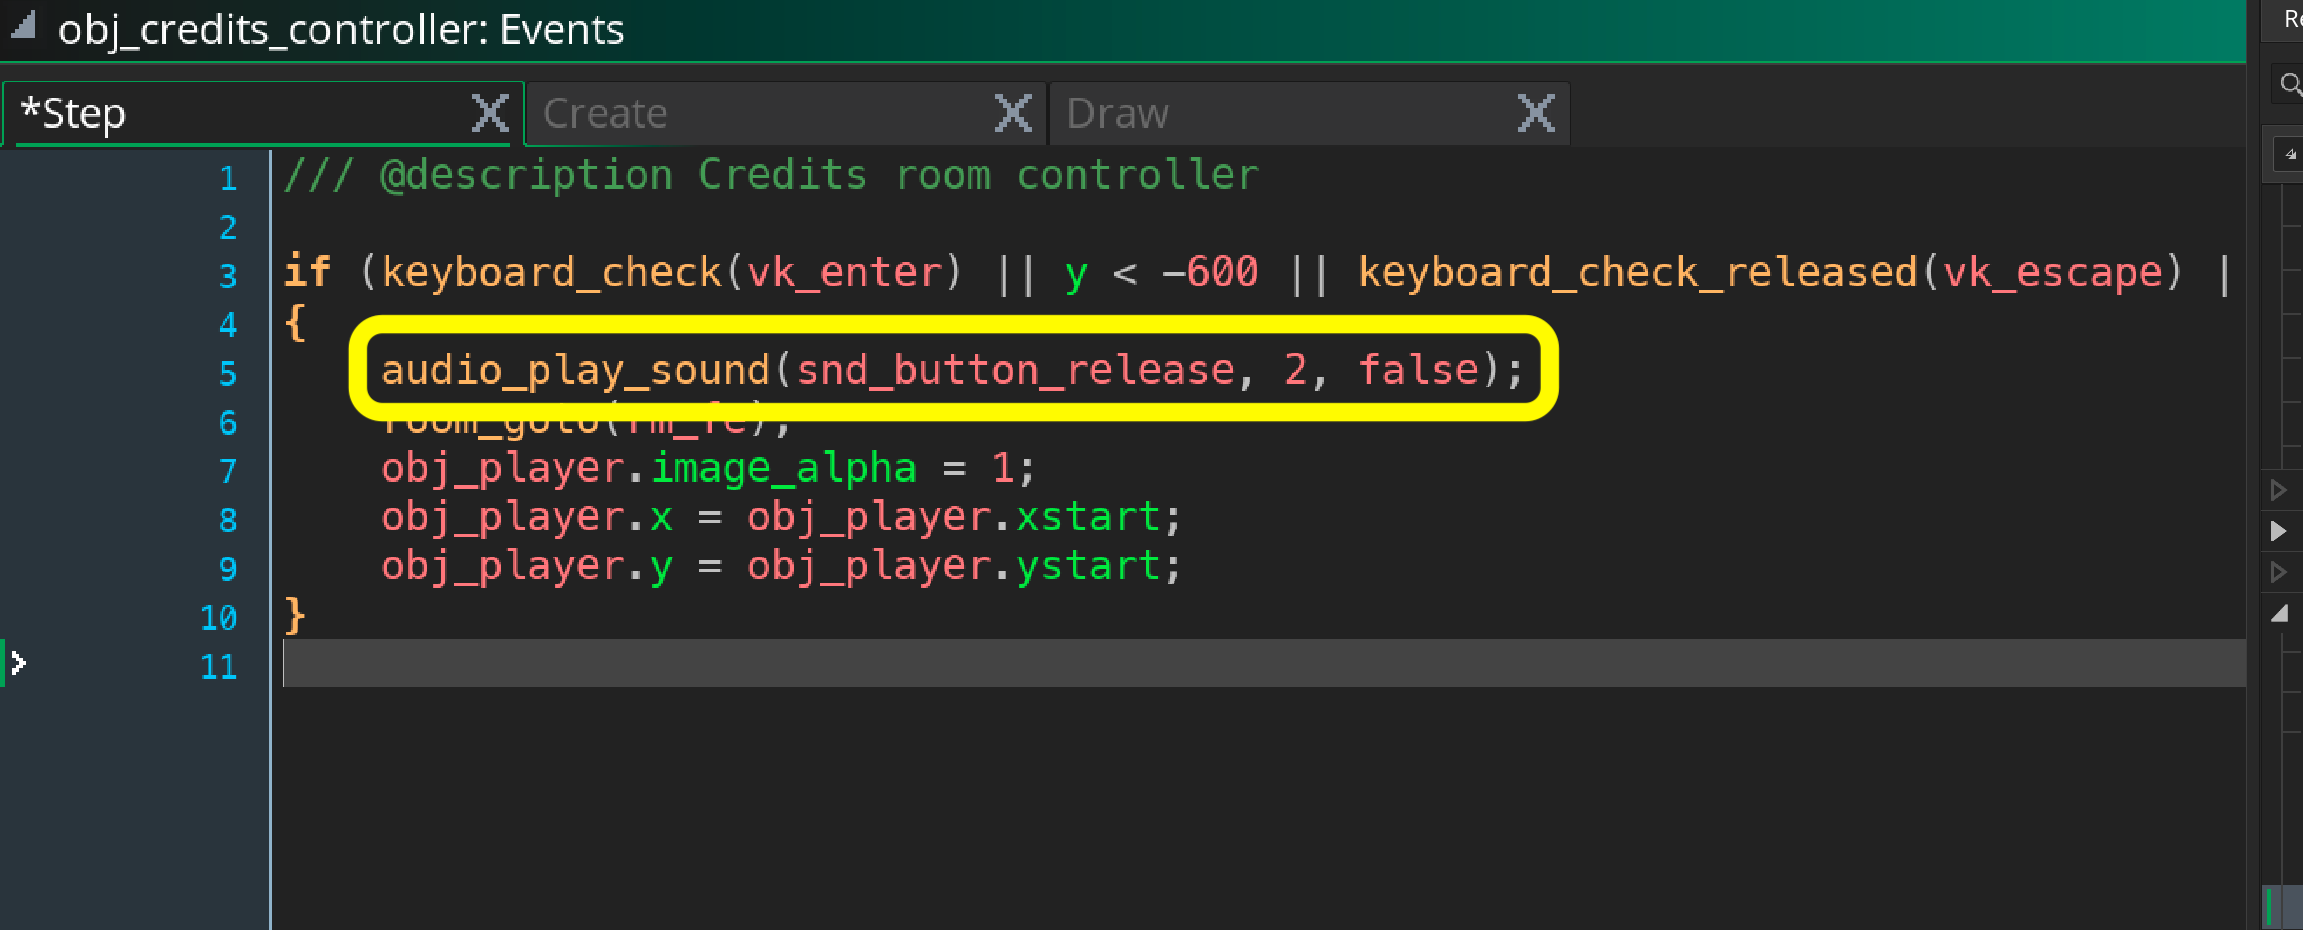 obj_credits_controller: Events
*Step Create Draw
1 /// @description Credits room controller
2
3 if (keyboard_check(vk_enter) || y < -600 || keyboard_check_released(vk_escape) |
4 {
5 audio_play_sound(snd_button_release, 2, false);
6 room_goto(rm_fe);
7 obj_player.image_alpha = 1;
8 obj_player.x = obj_player.xstart;
9 obj_player.y = obj_player.ystart;
10 }
11